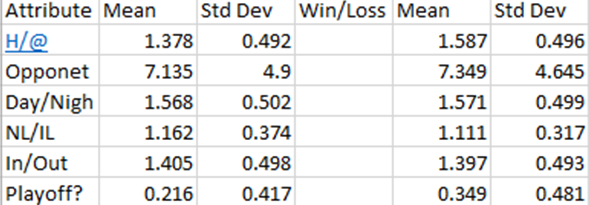 Attribute Mean Std Dev Win/Loss Mean Std Dev
H/@ 1.378 0.492 1.587 0.496
Opponet 7.135 4.9 7.349 4.645
Day/Nigh 1.568 0.502 1.571 0.499
NL/IL 1.162 0.374 1.111 0.317
In/Out 1.405 0.498 1.397 0.493
Playoff? 0.216 0.417 0.349 0.481